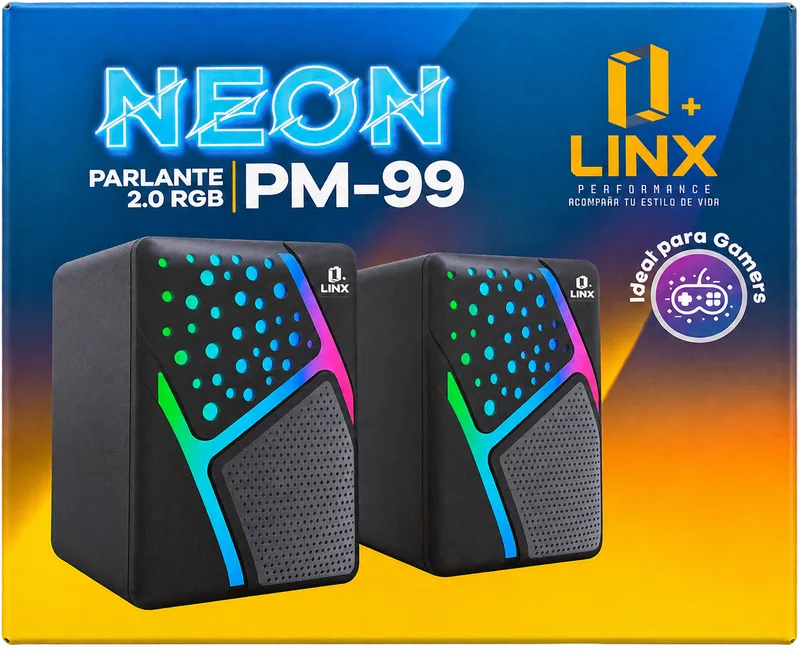 NEON
PARLANTE
2.0 RGB
PM-99
LINX
PERFORMANCE
ACOMPAÑA TU ESTILO DE VIDA
Ideal para Gamers
LINX
LINX